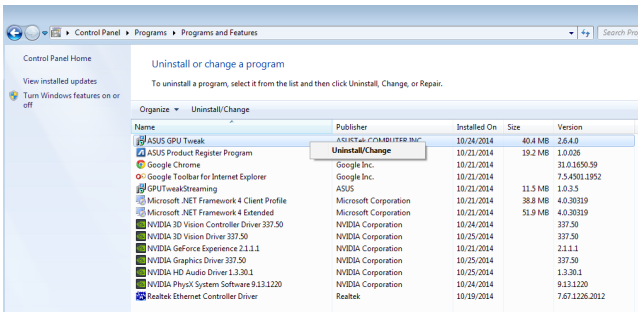 Control Panel ▸ Programs ▸ Programs and Features
Search Pro
Control Panel Home
View installed updates
Turn Windows features on or
off
Uninstall or change a program
To uninstall a program, select it from the list and then click Uninstall, Change, or Repair.
Organize Uninstall/Change
Name Publisher Installed On Size Version
ASUS GPU Tweak ASUSTek COMPUTER INC. 10/24/2014 40.4 MB 2.6.4.0
Uninstall/Change
ASUS Product Register Program 10/21/2014 19.2 MB 1.0.026
Google Chrome Google Inc. 10/21/2014 31.0.1650.59
Google Toolbar for Internet Explorer Google Inc. 10/21/2014 7.5.4501.1952
GPUTweakStreaming ASUS 10/21/2014 11.5 MB 1.0.3.5
Microsoft .NET Framework 4 Client Profile Microsoft Corporation 10/21/2014 38.8 MB 4.0.30319
Microsoft .NET Framework 4 Extended Microsoft Corporation 10/21/2014 51.9 MB 4.0.30319
NVIDIA 3D Vision Controller Driver 337.50 NVIDIA Corporation 10/24/2014 337.50
NVIDIA 3D Vision Driver 337.50 NVIDIA Corporation 10/25/2014 337.50
NVIDIA GeForce Experience 2.1.1.1 NVIDIA Corporation 10/21/2014 2.1.1.1
NVIDIA Graphics Driver 337.50 NVIDIA Corporation 10/25/2014 337.50
NVIDIA HD Audio Driver 1.3.30.1 NVIDIA Corporation 10/25/2014 1.3.30.1
NVIDIA PhysX System Software 9.13.1220 NVIDIA Corporation 10/24/2014 9.13.1220
Realtek Ethernet Controller Driver Realtek 10/19/2014 7.67.1226.2012